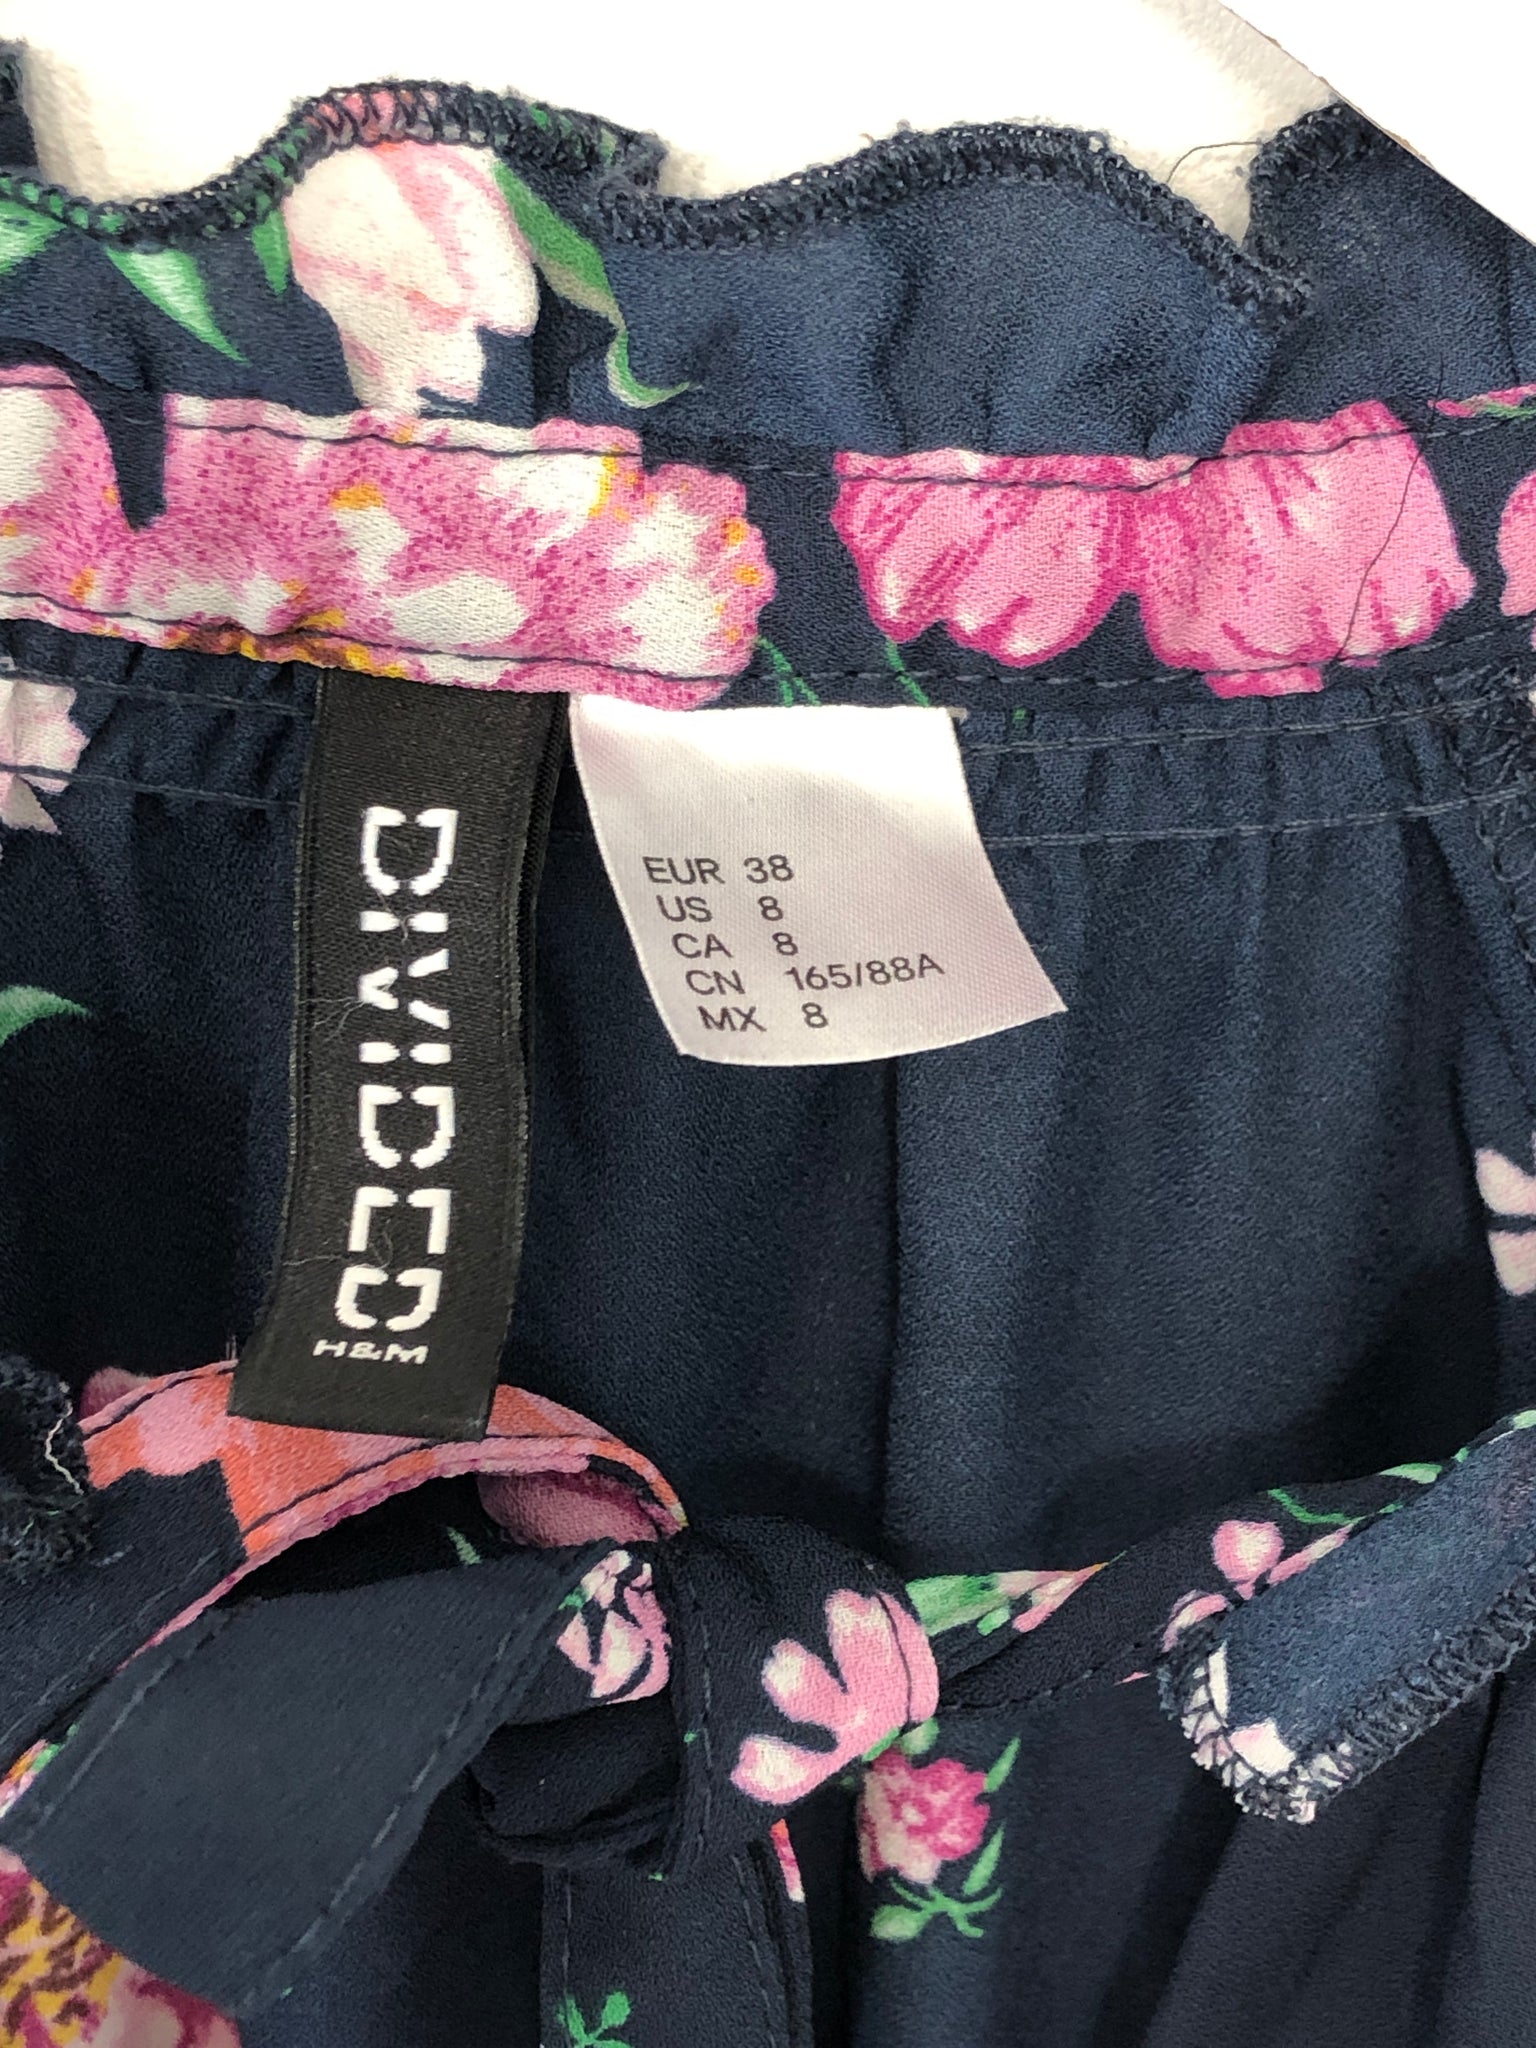 DIVIDED
H&M
EUR 38
US 8
CA 8
CN 165/88A
MX 8